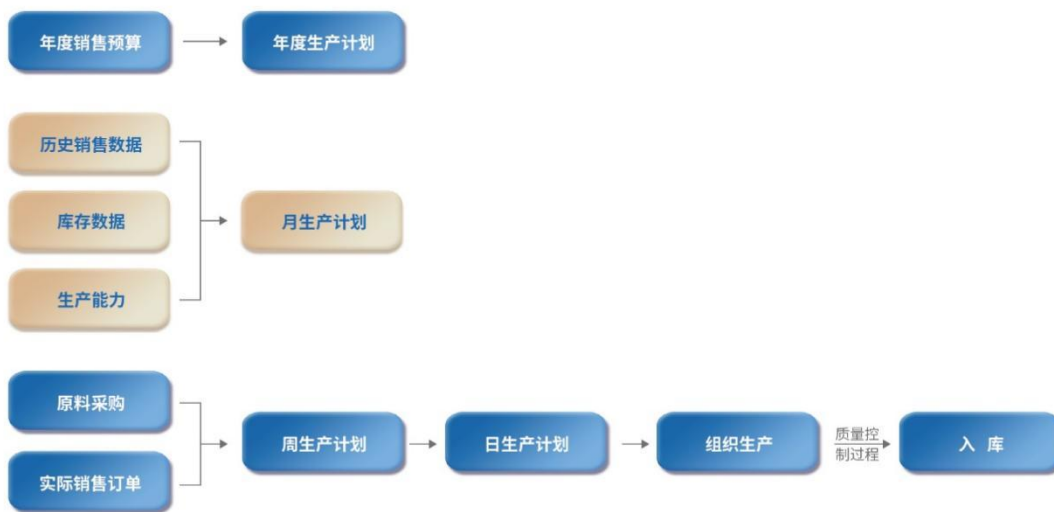 年度销售预算
年度生产计划
历史销售数据
库存数据
月生产计划
生产能力
原料采购
实际销售订单
周生产计划
日生产计划
组织生产
质量控
制过程
入 库